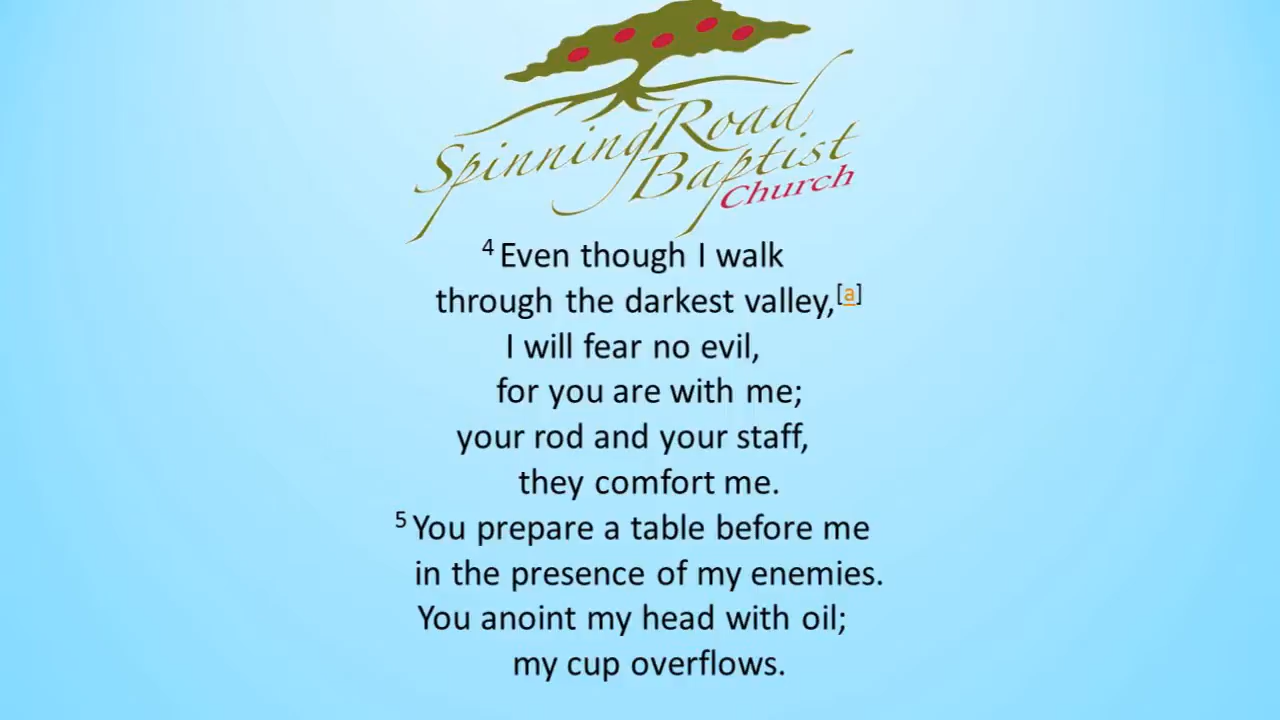 Spinning Road
Baptist
Church
4 Even though I walk
through the darkest valley,[a]
I will fear no evil,
for you are with me;
your rod and your staff,
they comfort me.
5 You prepare a table before me
in the presence of my enemies.
You anoint my head with oil;
my cup overflows.